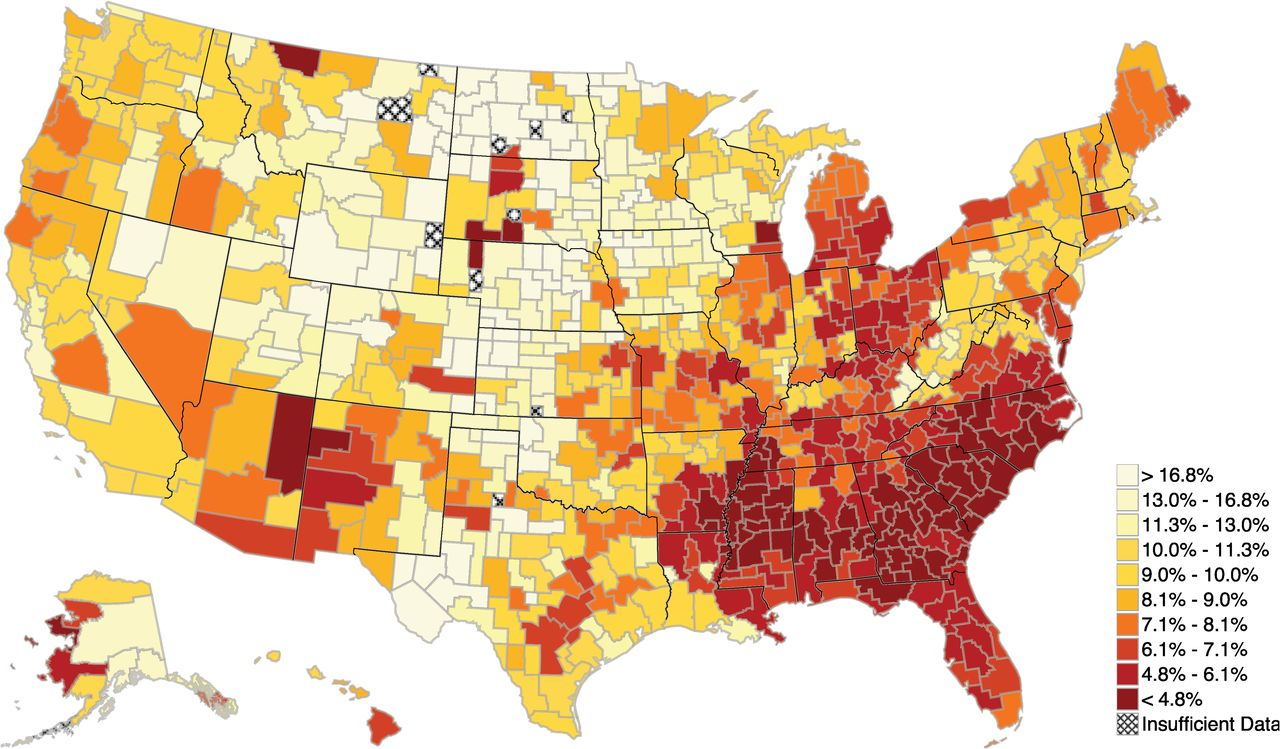 > 16.8%
13.0% - 16.8%
11.3% - 13.0%
10.0% - 11.3%
9.0% - 10.0%
8.1% - 9.0%
7.1% - 8.1%
6.1% - 7.1%
4.8% - 6.1%
< 4.8%
Insufficient Data